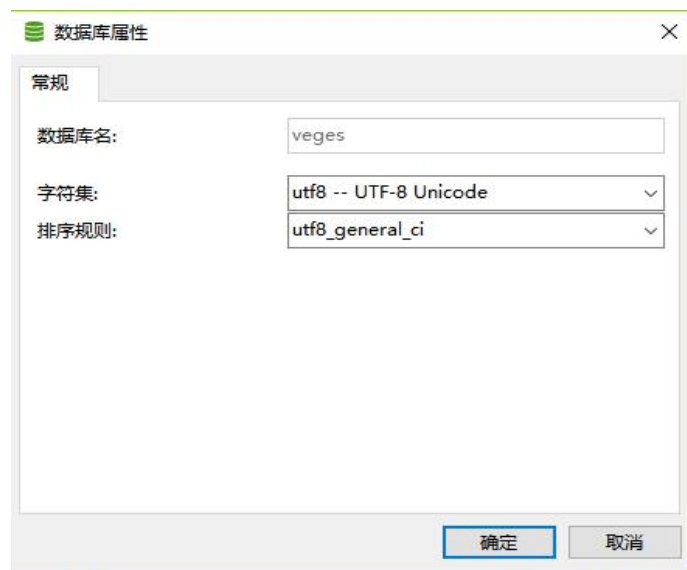 数据库属性
常规
数据库名: veges
字符集: utf8 -- UTF-8 Unicode
排序规则: utf8_general_ci
确定 取消